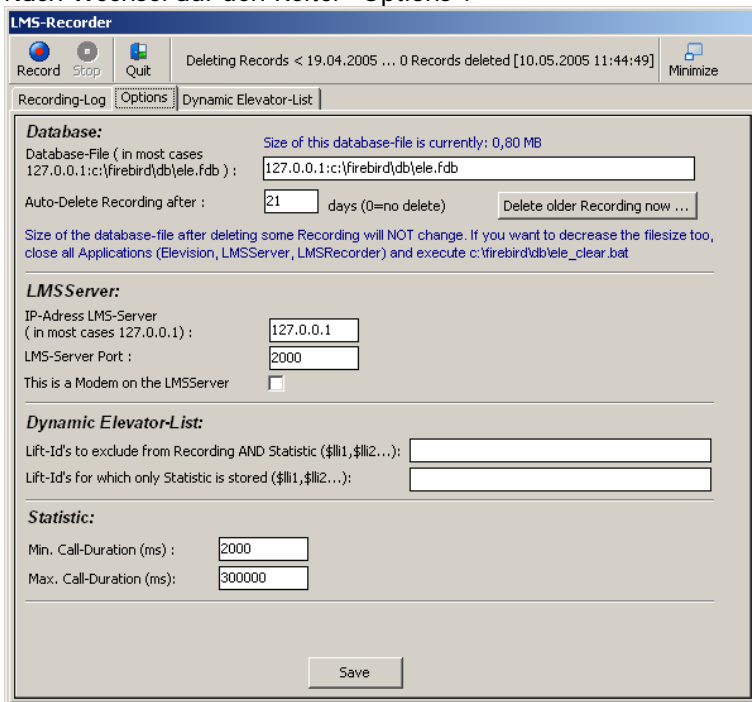 LMS-Recorder
Record Stop Quit Deleting Records < 19.04.2005 ... 0 Records deleted [10.05.2005 11:44:49] Minimize
Recording-Log Options Dynamic Elevator-List
Database:
Size of this database-file is currently: 0,80 MB
Database-File ( in most cases
127.0.0.1:c:\firebird\db\ele.fdb ) : 127.0.0.1:c:\firebird\db\ele.fdb
Auto-Delete Recording after : 21 days (0=no delete) Delete older Recording now ...
Size of the database-file after deleting some Recording will NOT change. If you want to decrease the filesize too,
close all Applications (Elevision, LMSServer, LMSRecorder) and execute c:\firebird\db\ele_clear.bat
LMSServer:
IP-Adress LMS-Server
( in most cases 127.0.0.1) : 127.0.0.1
LMS-Server Port : 2000
This is a Modem on the LMSServer
Dynamic Elevator-List:
Lift-Id's to exclude from Recording AND Statistic ($lli1,$lli2...):
Lift-Id's for which only Statistic is stored ($lli1,$lli2...):
Statistic:
Min. Call-Duration (ms) : 2000
Max. Call-Duration (ms): 300000
Save